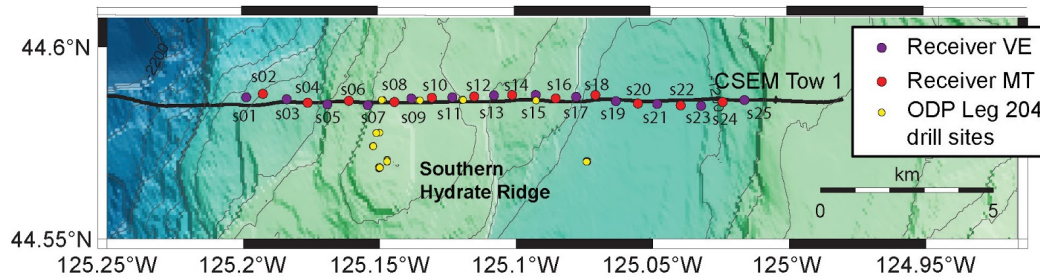 44.6°N
2200
s02
s04
s06
s08
s10
s12
s14
s16
s18
s20
s22
CSEM Tow 1
s01
s03
s05
s07
s09
s11
s13
s15
s17
s19
s21
s23
s24
s25
Receiver VE
Receiver MT
ODP Leg 204
drill sites
Southern
Hydrate Ridge
km
0
5
44.55°N
125.25°W
125.2°W
125.15°W
125.1°W
125.05°W
125°W
124.95°W